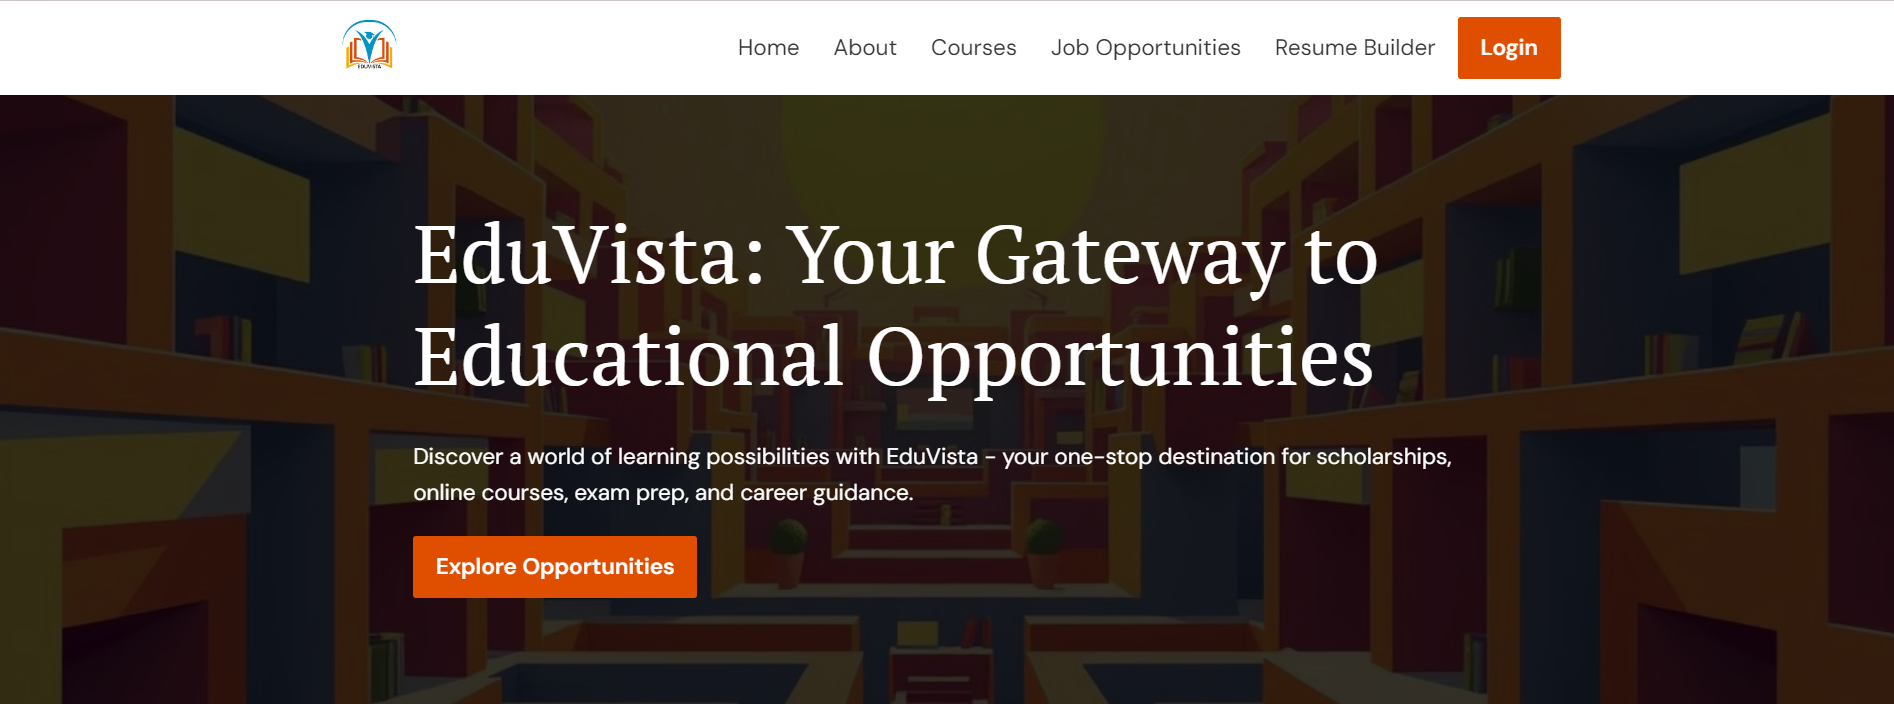 EDUVISTA
Home About Courses Job Opportunities Resume Builder Login
EduVista: Your Gateway to
Educational Opportunities
Discover a world of learning possibilities with EduVista - your one-stop destination for scholarships,
online courses, exam prep, and career guidance.
Explore Opportunities